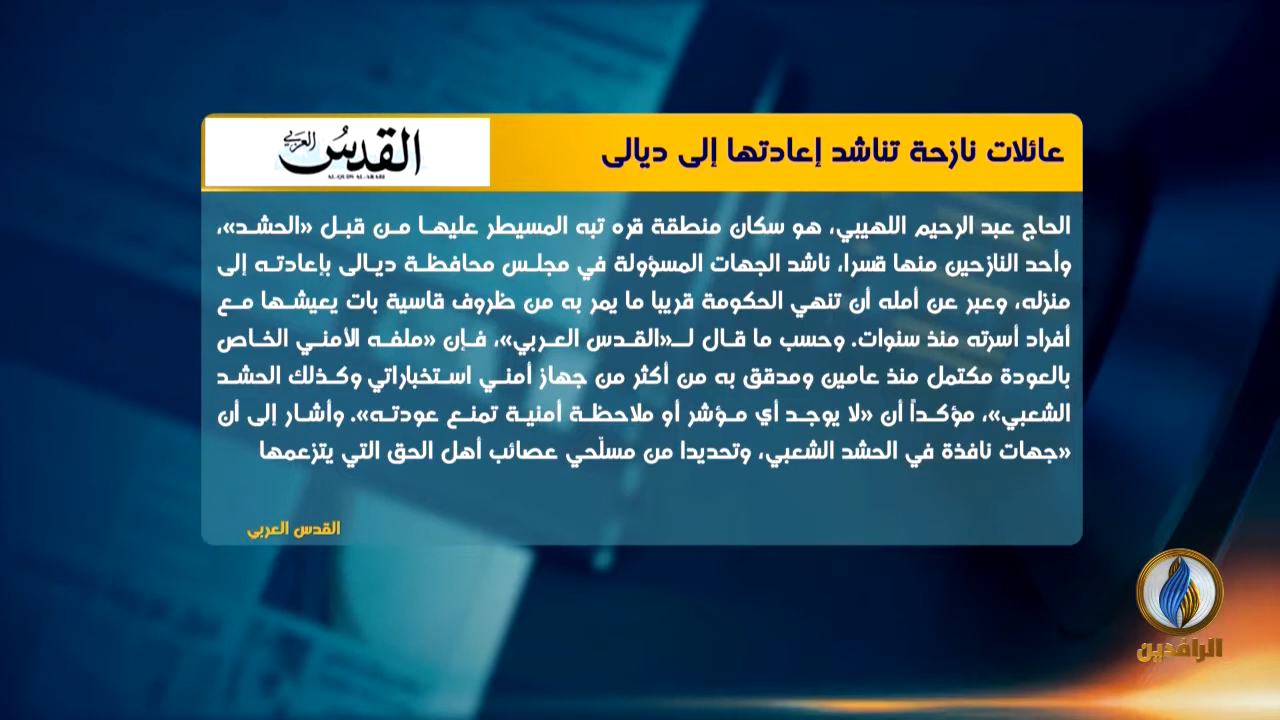 عائلات نازحة تناشد إعادتها إلى ديالى
القدس العربي
AL-QUDS AL-ARABI
الحاج عبد الرحيم اللهيبي، هو سكان منطقة قره تبه المسيطر عليها من قبل «الحشد»،
وأحد النازحين منها قسرا، ناشد الجهات المسؤولة في مجلس محافظة ديالى بإعادته إلى
منزله، وعبر عن أمله أن تنهي الحكومة قريبا ما يمر به من ظروف قاسية بات يعيشها مع
أفراد أسرته منذ سنوات. وحسب ما قال لـ«القدس العربي»، فإن «ملفه الأمني الخاص
بالعودة مكتمل منذ عامين ومدقق به من أكثر من جهاز أمني استخباراتي وكذلك الحشد
الشعبي»، مؤكداً أن «لا يوجد أي مؤشر أو ملاحظة أمنية تمنع عودته». وأشار إلى أن
«جهات نافذة في الحشد الشعبي، وتحديدا من مسلّحي عصائب أهل الحق التي يتزعمها
القدس العربي
الرافدين